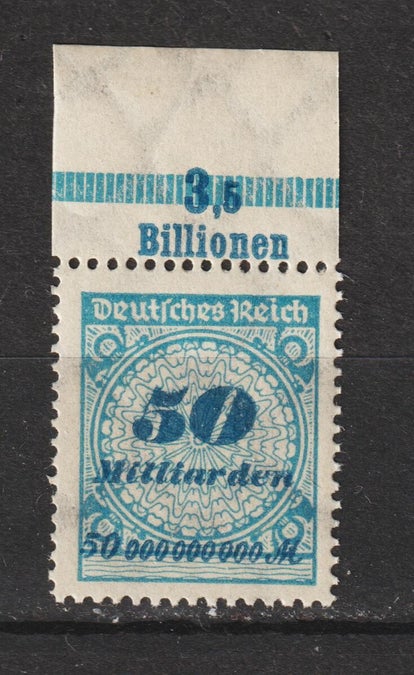 3,5
Billionen
Deutsches Reich
50
Milliarden
50 000 000 000 M